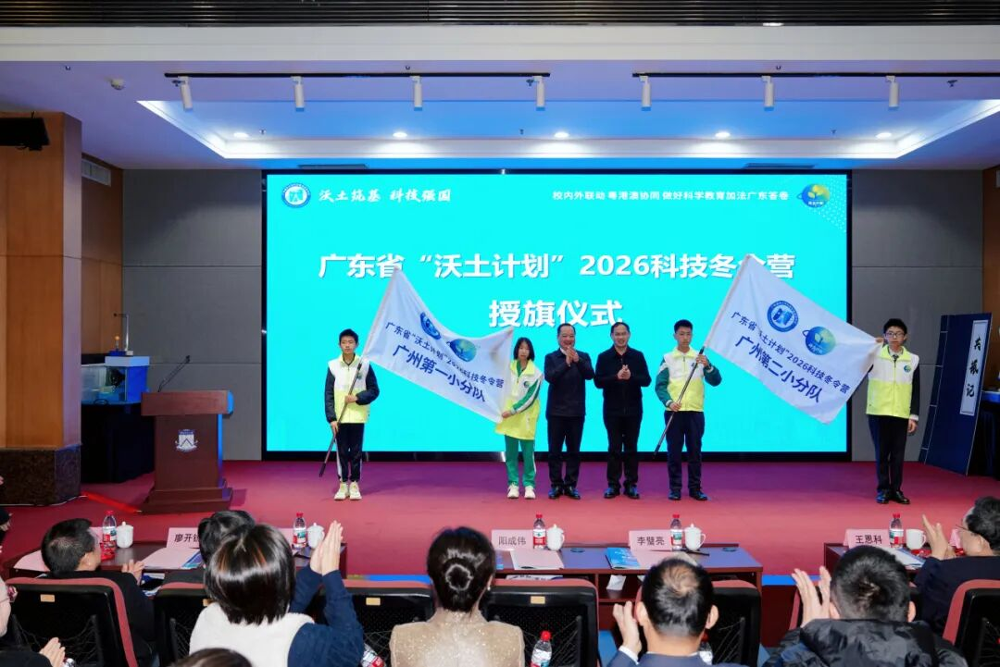 沃土筑基 科技强国
校内外联动 粤港澳协同 做好科学教育加法广东答卷
广东省“沃土计划”2026科技冬令营
授旗仪式
广东省“沃土计划”2026科技冬令营
广州第一小分队
广东省“沃土计划”2026科技冬令营
广州第二小分队
廖开锐
阳成伟
李璧亮
王恩科